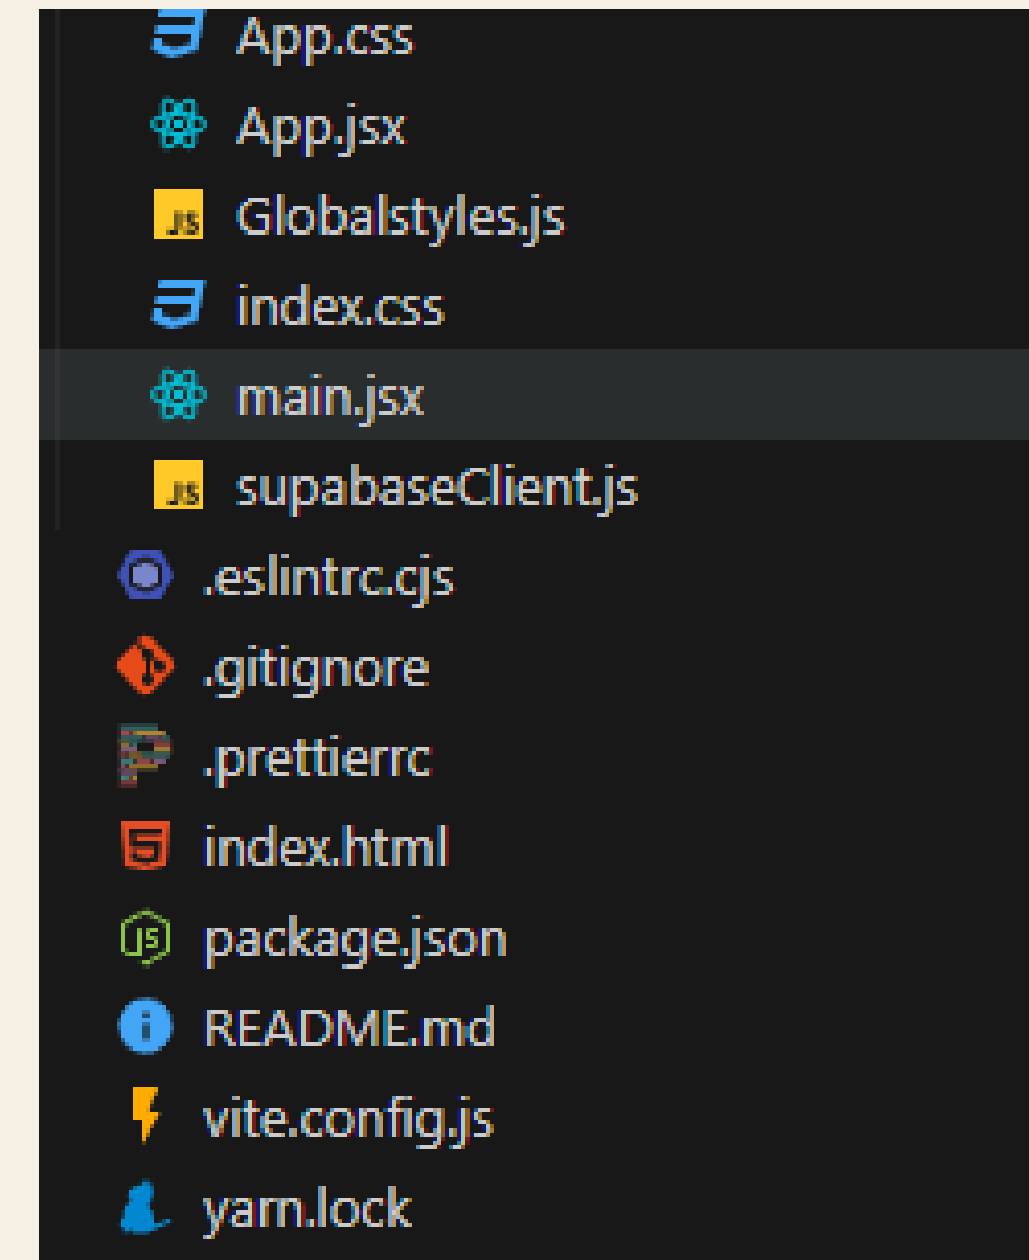 App.css
App.jsx
Globalstyles.js
index.css
main.jsx
supabaseClient.js
.eslintrc.cjs
.gitignore
.prettierrc
index.html
package.json
README.md
vite.config.js
yarn.lock